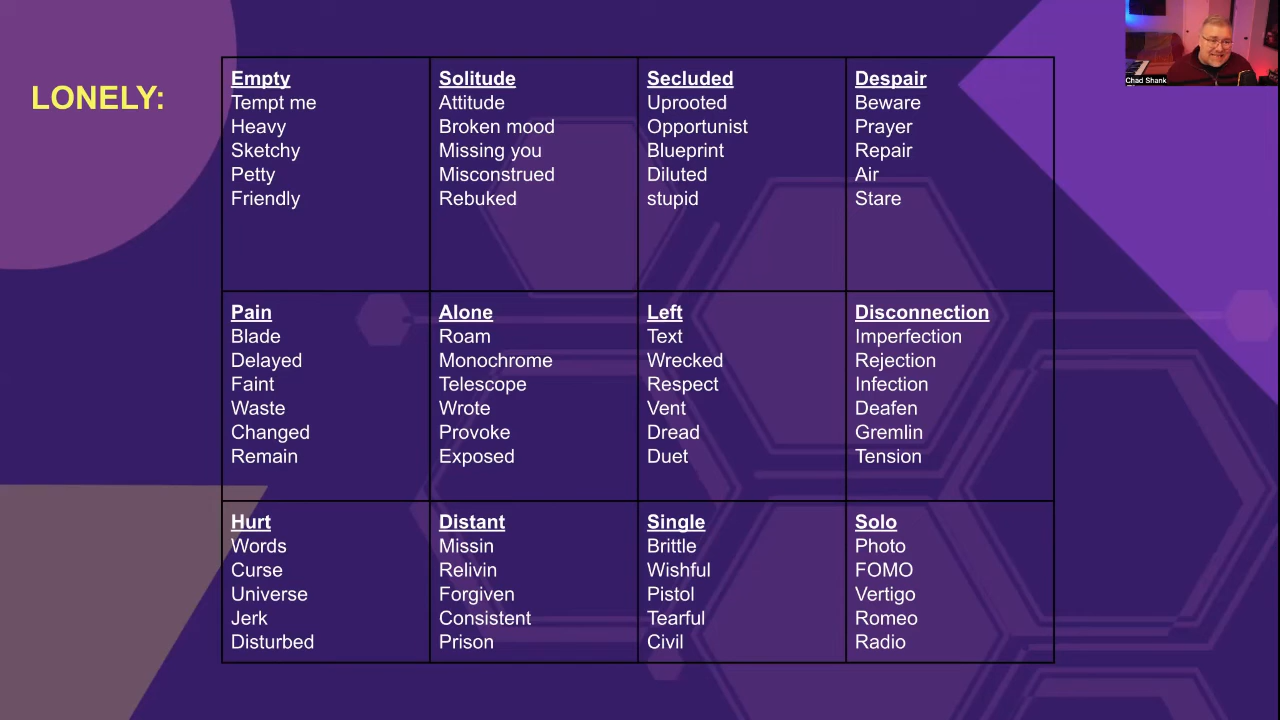 LONELY:
Empty
Tempt me
Heavy
Sketchy
Petty
Friendly
Solitude
Attitude
Broken mood
Missing you
Misconstrued
Rebuked
Secluded
Uprooted
Opportunist
Blueprint
Diluted
stupid
Despair
Beware
Prayer
Repair
Air
Stare
Pain
Blade
Delayed
Faint
Waste
Changed
Remain
Alone
Roam
Monochrome
Telescope
Wrote
Provoke
Exposed
Left
Text
Wrecked
Respect
Vent
Dread
Duet
Disconnection
Imperfection
Rejection
Infection
Deafen
Gremlin
Tension
Hurt
Words
Curse
Universe
Jerk
Disturbed
Distant
Missin
Relivin
Forgiven
Consistent
Prison
Single
Brittle
Wishful
Pistol
Tearful
Civil
Solo
Photo
FOMO
Vertigo
Romeo
Radio
Chad Shank